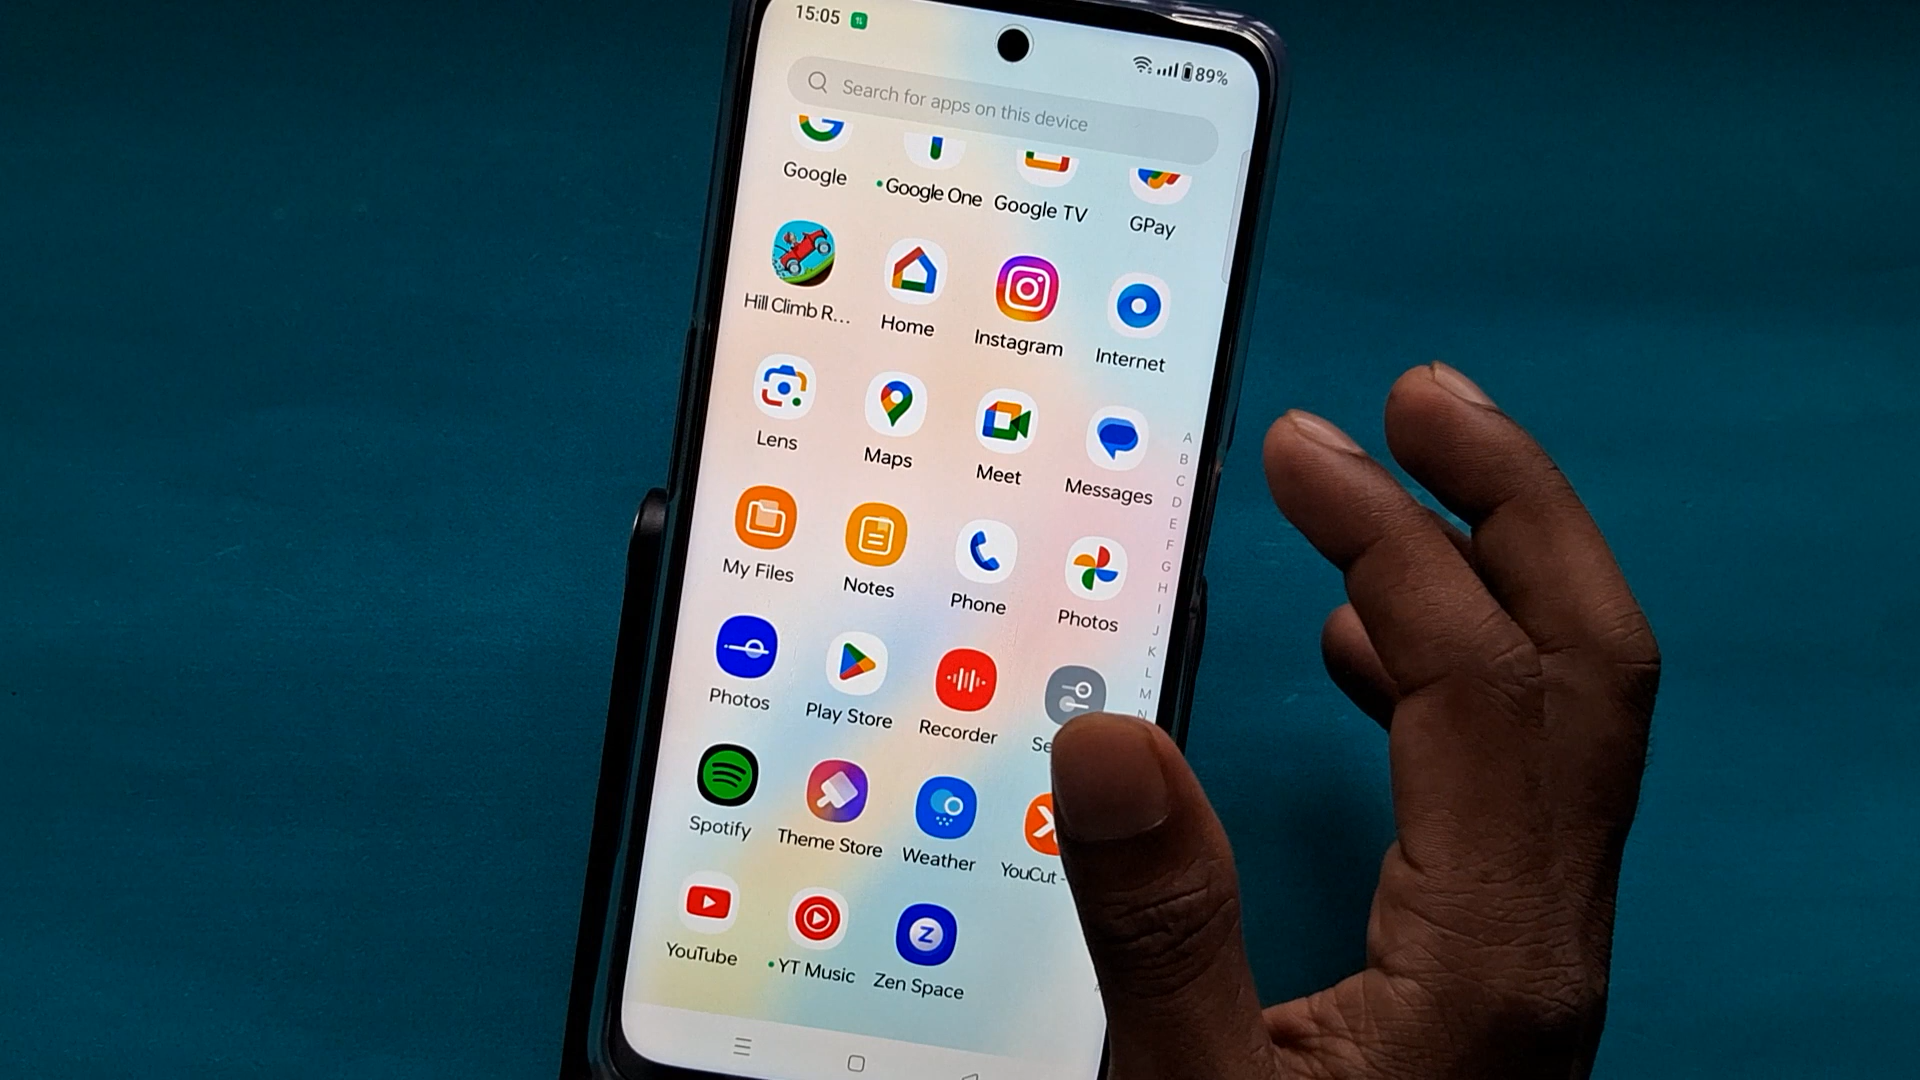 15:05
89%
Search for apps on this device
Google
Google One
Google TV
GPay
Hill Climb R...
Home
Instagram
Internet
Lens
Maps
Meet
Messages
My Files
Notes
Phone
Photos
Photos
Play Store
Recorder
Se
Spotify
Theme Store
Weather
YouCut -
YouTube
YT Music
Z
Zen Space
A
B
C
D
E
F
G
H
I
J
K
L
M
N